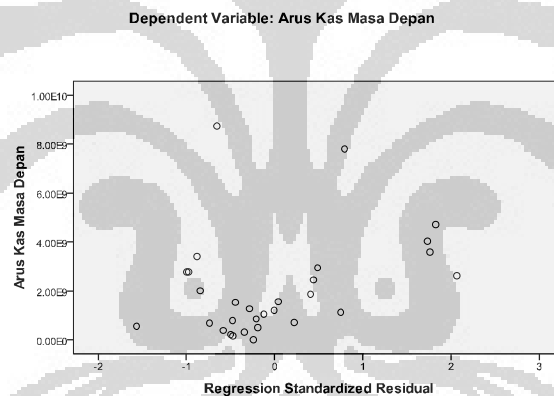 Dependent Variable: Arus Kas Masa Depan
Arus Kas Masa Depan
1.00E10
8.00E9
6.00E9
4.00E9
2.00E9
0.00E0
-2 -1 0 1 2 3
Regression Standardized Residual